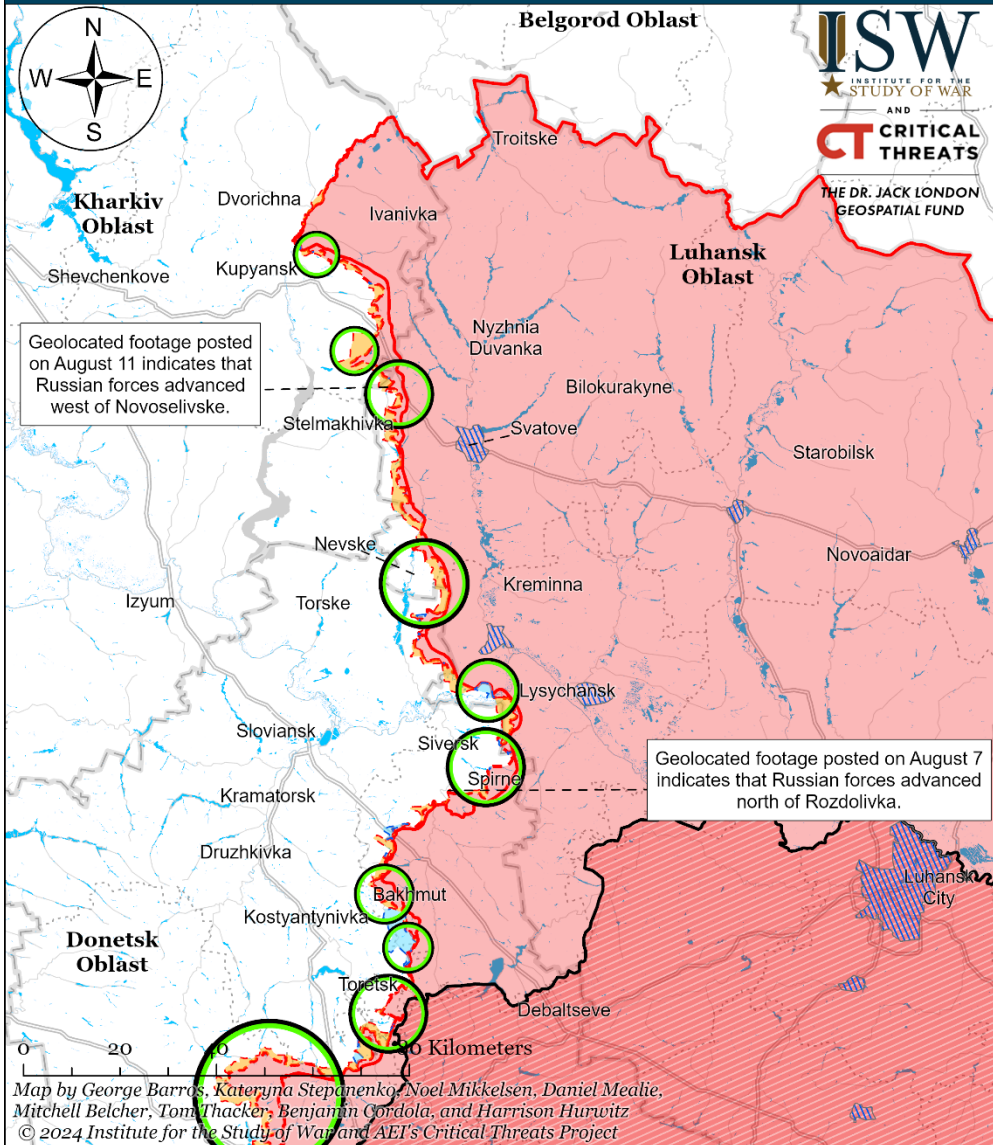 Belgorod Oblast
N
W
E
S
ISW
INSTITUTE FOR THE
STUDY OF WAR
AND
CT CRITICAL
THREATS
THE DR. JACK LONDON
GEOSPATIAL FUND
Troitske
Dvorichna
Kharkiv
Oblast
Ivanivka
Luhansk
Oblast
Kupyansk
Shevchenkove
Nyzhnia
Duvanka
Geolocated footage posted
on August 11 indicates that
Russian forces advanced
west of Novoselivske.
Bilokurakyne
Stelmakhivka
Svatove
Starobilsk
Nevske
Novoaidar
Kreminna
Izyum
Torske
Lysychansk
Sloviansk
Siversk
Spirne
Geolocated footage posted on August 7
indicates that Russian forces advanced
north of Rozdolivka.
Kramatorsk
Druzhkivka
Luhansk
City
Bakhmut
Kostyantynivka
Donetsk
Oblast
Toretsk
Debaltseve
0 20 40 80 Kilometers
Map by George Barros, Kateryna Stepanenko, Noel Mikkelsen, Daniel Mealie,
Mitchell Belcher, Tom Thacker, Benjamin Cordola, and Harrison Hurwitz
© 2024 Institute for the Study of War and AEI's Critical Threats Project